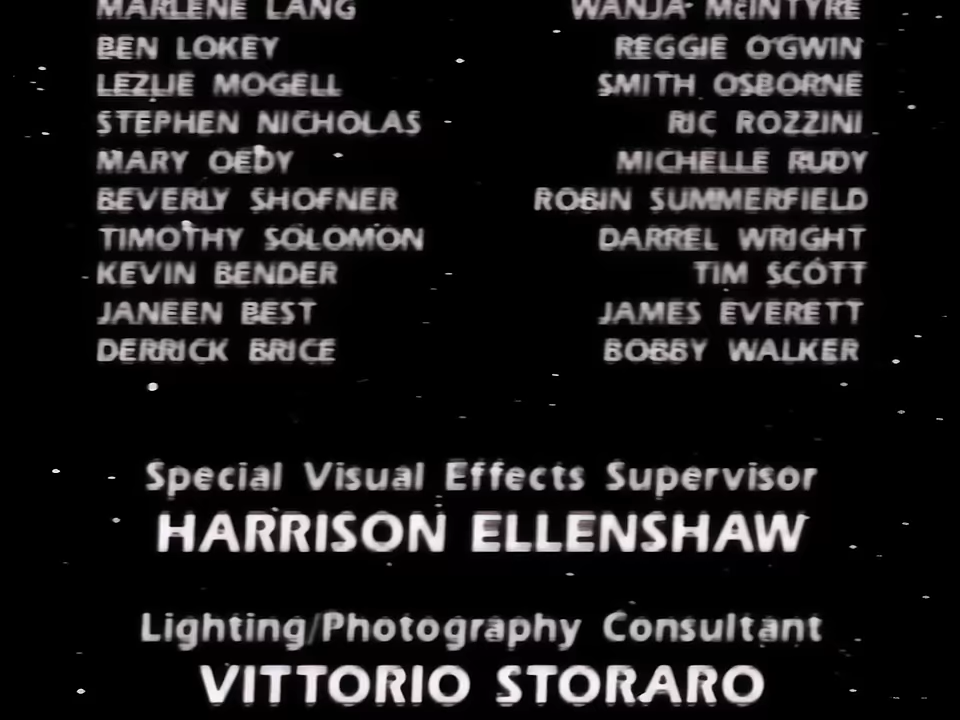 MARLENE LANG WANJA McINTYRE
BEN LOKEY REGGIE O'GWIN
LEZLIE MOGELL SMITH OSBORNE
STEPHEN NICHOLAS RIC ROZZINI
MARY OEDY MICHELLE RUDY
BEVERLY SHOFNER ROBIN SUMMERFIELD
TIMOTHY SOLOMON DARREL WRIGHT
KEVIN BENDER TIM SCOTT
JANEEN BEST JAMES EVERETT
DERRICK BRICE BOBBY WALKER
Special Visual Effects Supervisor
HARRISON ELLENSHAW
Lighting/Photography Consultant
VITTORIO STORARO